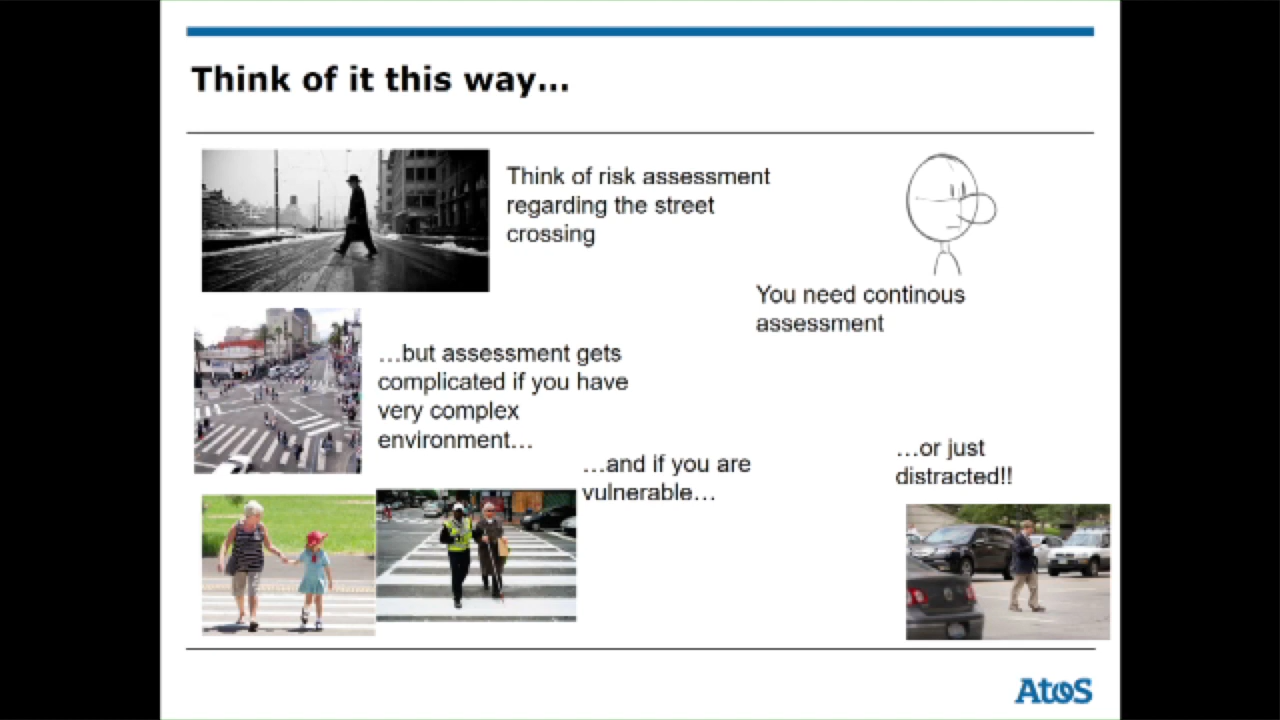 Think of it this way...
Think of risk assessment
regarding the street
crossing
You need continous
assessment
...but assessment gets
complicated if you have
very complex
environment...
...and if you are
vulnerable...
...or just
distracted!!
Atos